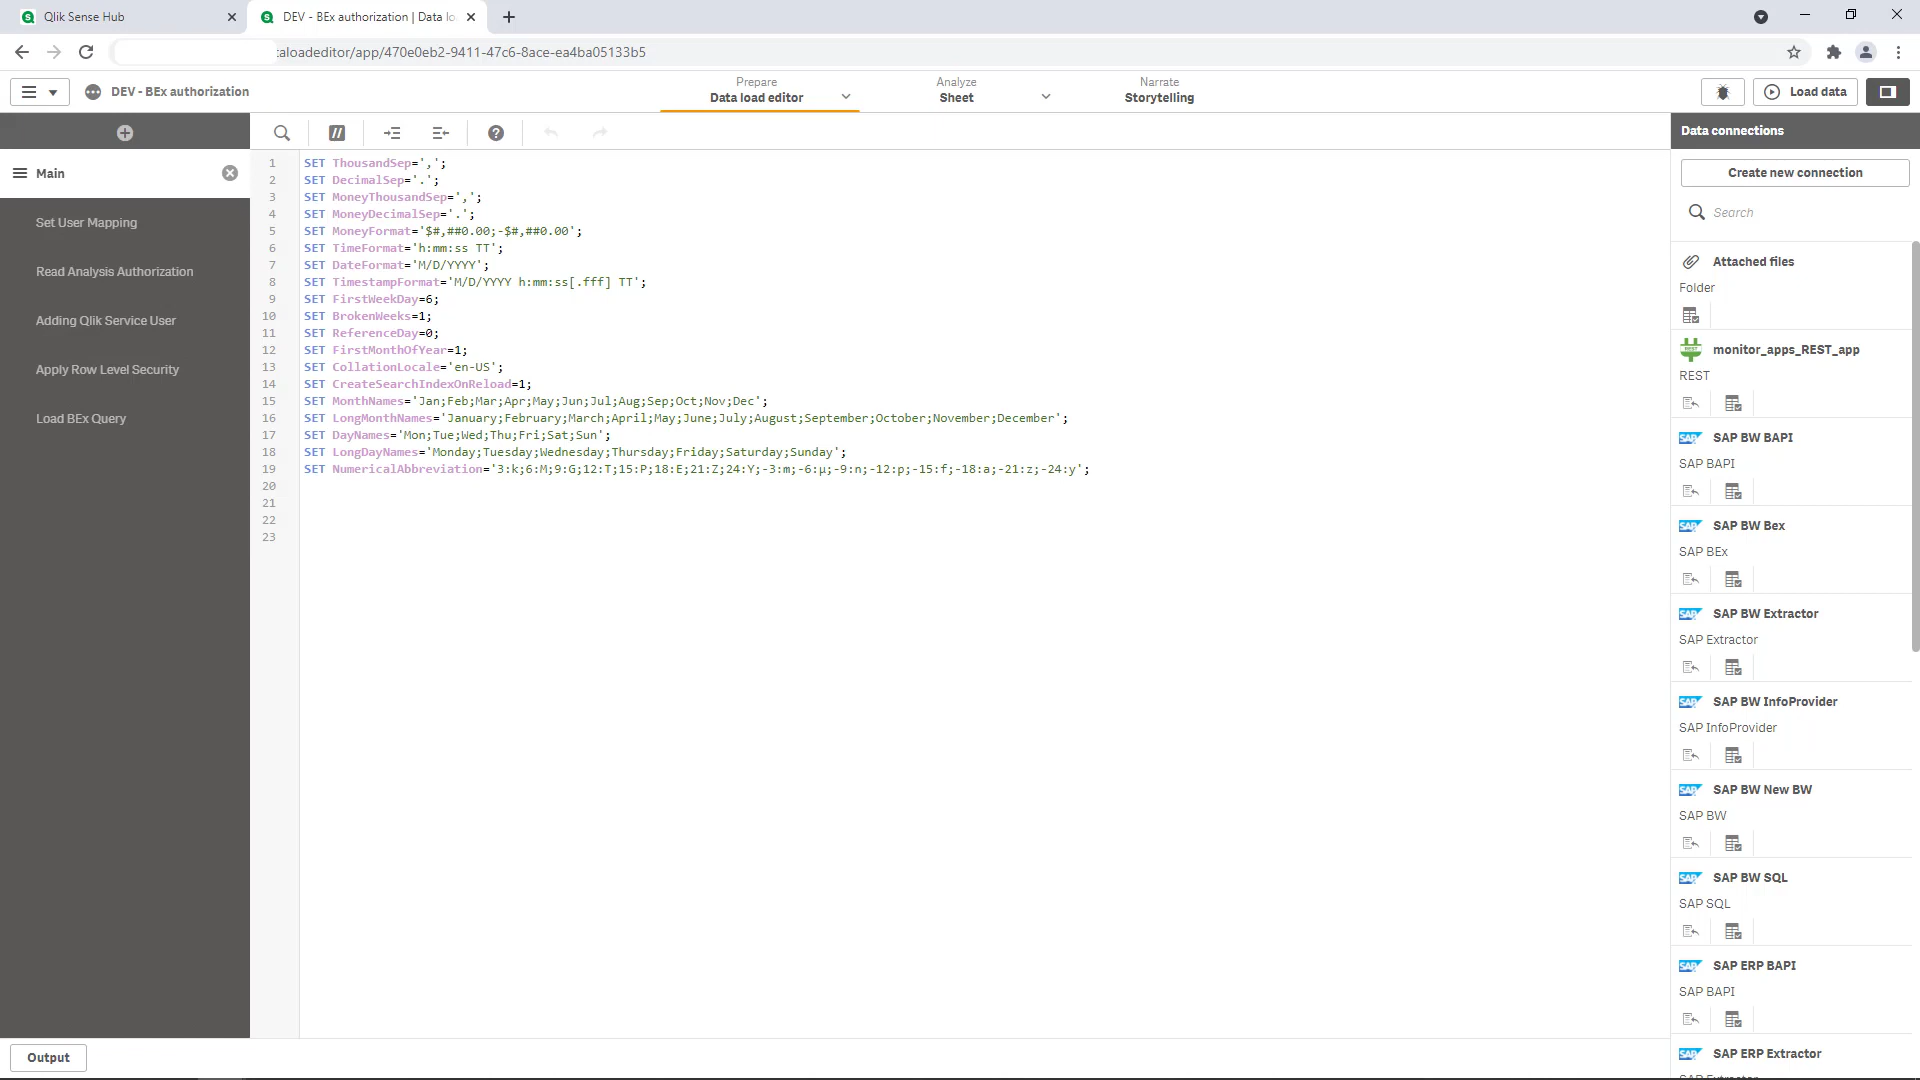 Qlik Sense Hub
DEV - BEx authorization | Data lo
:aloadeditor/app/470e0eb2-9411-47c6-8ace-ea4ba05133b5
DEV - BEx authorization
Prepare
Data load editor
Analyze
Sheet
Narrate
Storytelling
Load data
Main
Set User Mapping
Read Analysis Authorization
Adding Qlik Service User
Apply Row Level Security
Load BEx Query
1 SET ThousandSep=',';
2 SET DecimalSep='.';
3 SET MoneyThousandSep=',';
4 SET MoneyDecimalSep='.';
5 SET MoneyFormat='$#,##0.00;-$#,##0.00';
6 SET TimeFormat='h:mm:ss TT';
7 SET DateFormat='M/D/YYYY';
8 SET TimestampFormat='M/D/YYYY h:mm:ss[.fff] TT';
9 SET FirstWeekDay=6;
10 SET BrokenWeeks=1;
11 SET ReferenceDay=0;
12 SET FirstMonthOfYear=1;
13 SET CollationLocale='en-US';
14 SET CreateSearchIndexOnReload=1;
15 SET MonthNames='Jan;Feb;Mar;Apr;May;Jun;Jul;Aug;Sep;Oct;Nov;Dec';
16 SET LongMonthNames='January;February;March;April;May;June;July;August;September;October;November;December';
17 SET DayNames='Mon;Tue;Wed;Thu;Fri;Sat;Sun';
18 SET LongDayNames='Monday;Tuesday;Wednesday;Thursday;Friday;Saturday;Sunday';
19 SET NumericalAbbreviation='3:k;6:M;9:G;12:T;15:P;18:E;21:Z;24:Y;-3:m;-6:μ;-9:n;-12:p;-15:f;-18:a;-21:z;-24:y';
20
21
22
23
Data connections
Create new connection
Search
Attached files
Folder
monitor_apps_REST_app
REST
SAP BW BAPI
SAP BAPI
SAP BW Bex
SAP BEx
SAP BW Extractor
SAP Extractor
SAP BW InfoProvider
SAP InfoProvider
SAP BW New BW
SAP BW
SAP BW SQL
SAP SQL
SAP ERP BAPI
SAP BAPI
SAP ERP Extractor
SAP Extractor
Output